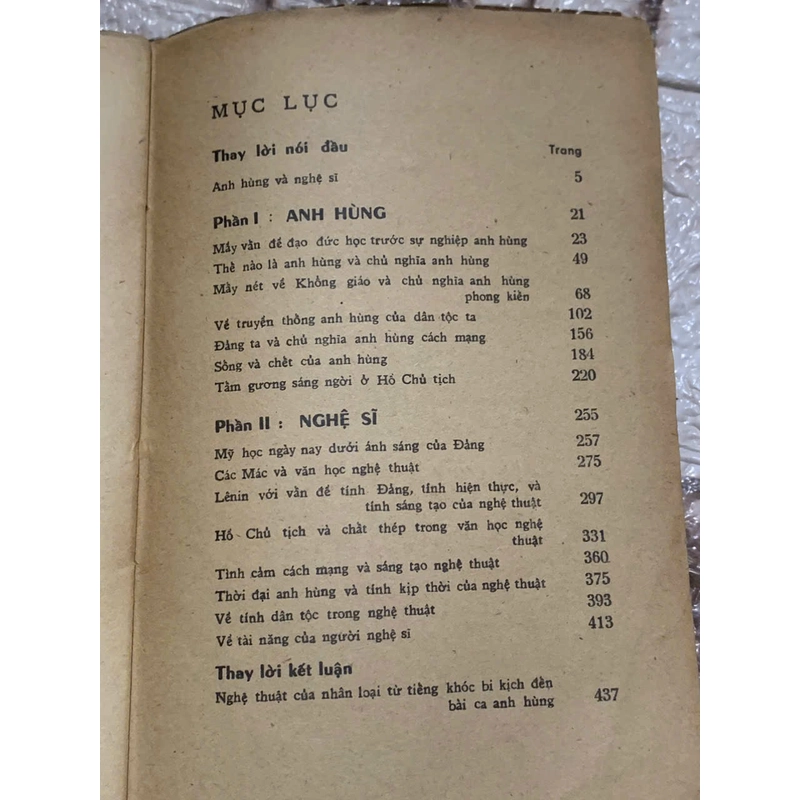 MỤC LỤC
Thay lời nói đầu Trang
Anh hùng và nghệ sĩ 5
Phần I : ANH HÙNG 21
Mấy vấn đề đạo đức học trước sự nghiệp anh hùng 23
Thế nào là anh hùng và chủ nghĩa anh hùng 49
Mấy nét về Khổng giáo và chủ nghĩa anh hùng
phong kiến 68
Về truyền thống anh hùng của dân tộc ta 102
Đảng ta và chủ nghĩa anh hùng cách mạng 156
Sống và chết của anh hùng 184
Tấm gương sáng ngời ở Hồ Chủ tịch 220
Phần II : NGHỆ SĨ 255
Mỹ học ngày nay dưới ánh sáng của Đảng 257
Các Mác và văn học nghệ thuật 275
Lênin với vấn đề tính Đảng, tính hiện thực, và
tính sáng tạo của nghệ thuật 297
Hồ Chủ tịch và chất thép trong văn học nghệ
thuật 331
Tình cảm cách mạng và sáng tạo nghệ thuật 360
Thời đại anh hùng và tính kịp thời của nghệ thuật 375
Về tính dân tộc trong nghệ thuật 393
Về tài năng của người nghệ sĩ 413
Thay lời kết luận
Nghệ thuật của nhân loại từ tiếng khóc bi kịch đến
bài ca anh hùng 437